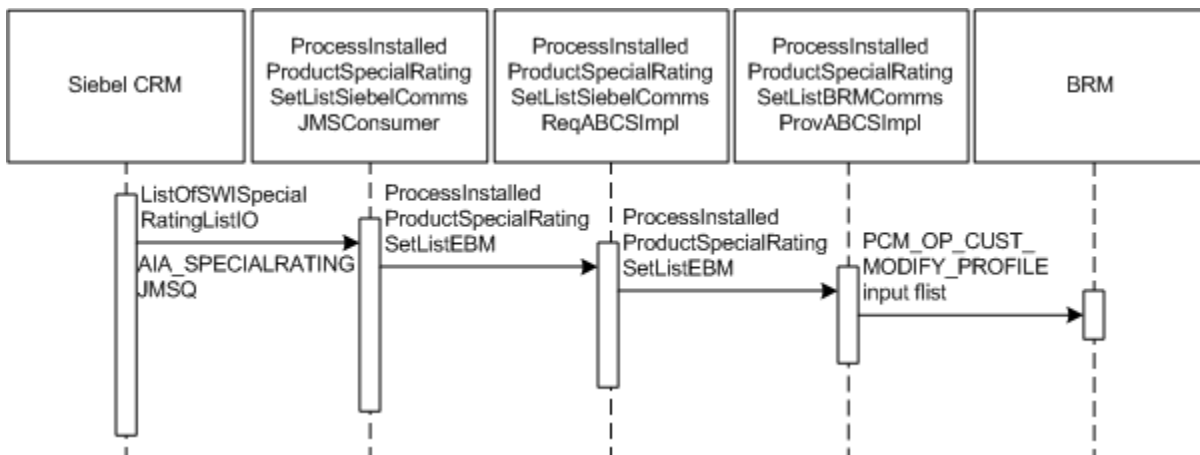 Siebel CRM
ProcessInstalled
ProductSpecialRating
SetListSiebelComms
JMSConsumer
ProcessInstalled
ProductSpecialRating
SetListSiebelComms
ReqABCSImpl
ProcessInstalled
ProductSpecialRating
SetListBRMComms
ProvABCSImpl
BRM
ListOfSWISpecial
RatingListIO
AIA_SPECIALRATING
JMSQ
ProcessInstalled
ProductSpecialRating
SetListEBM
ProcessInstalled
ProductSpecialRating
SetListEBM
PCM_OP_CUST_
MODIFY_PROFILE
input flist